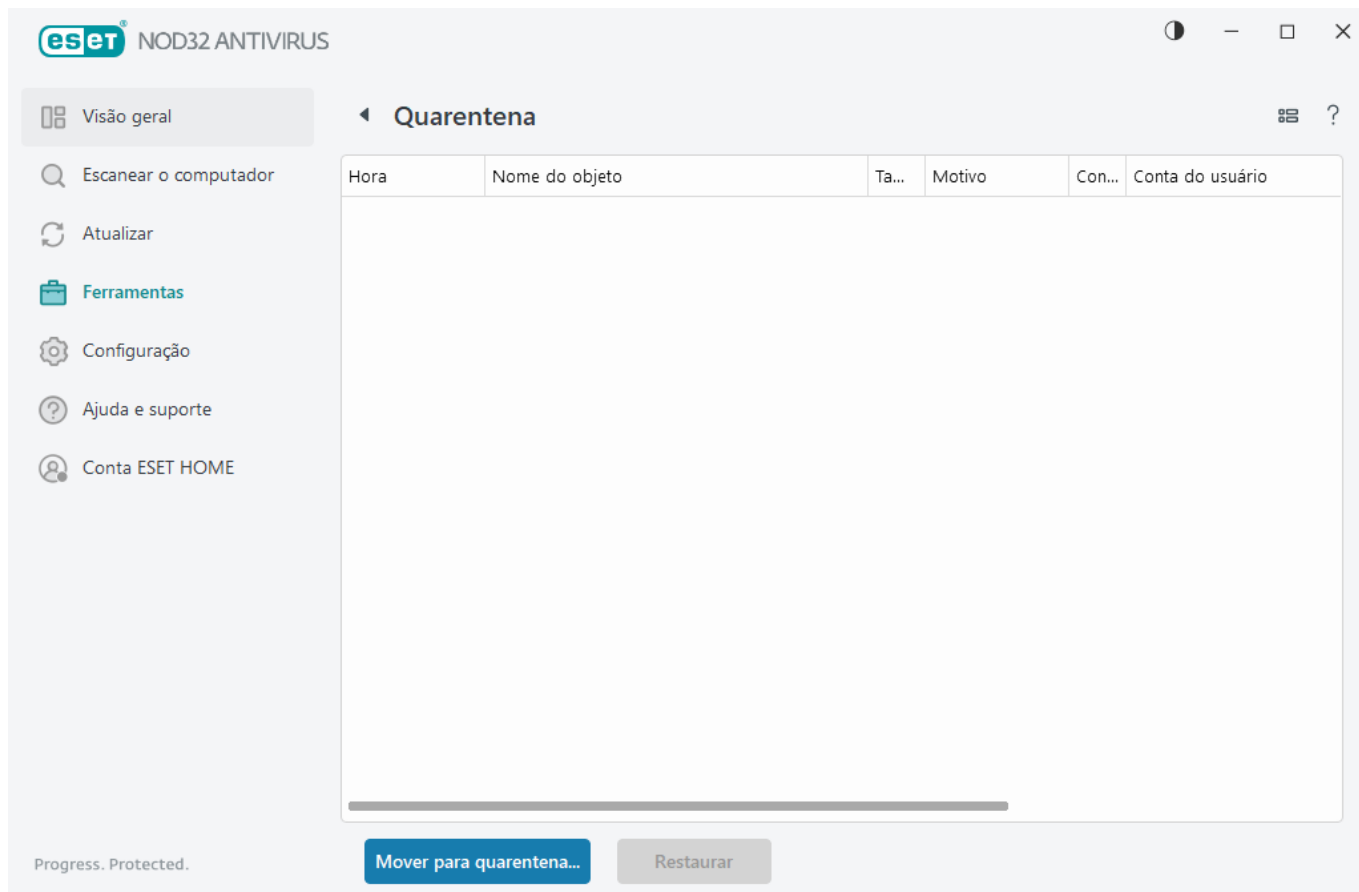 eset® NOD32 ANTIVIRUS
Visão geral
Escanear o computador
Atualizar
Ferramentas
Configuração
Ajuda e suporte
Conta ESET HOME
Quarentena
?
Hora Nome do objeto Ta... Motivo Con... Conta do usuário
Mover para quarentena... Restaurar
Progress. Protected.